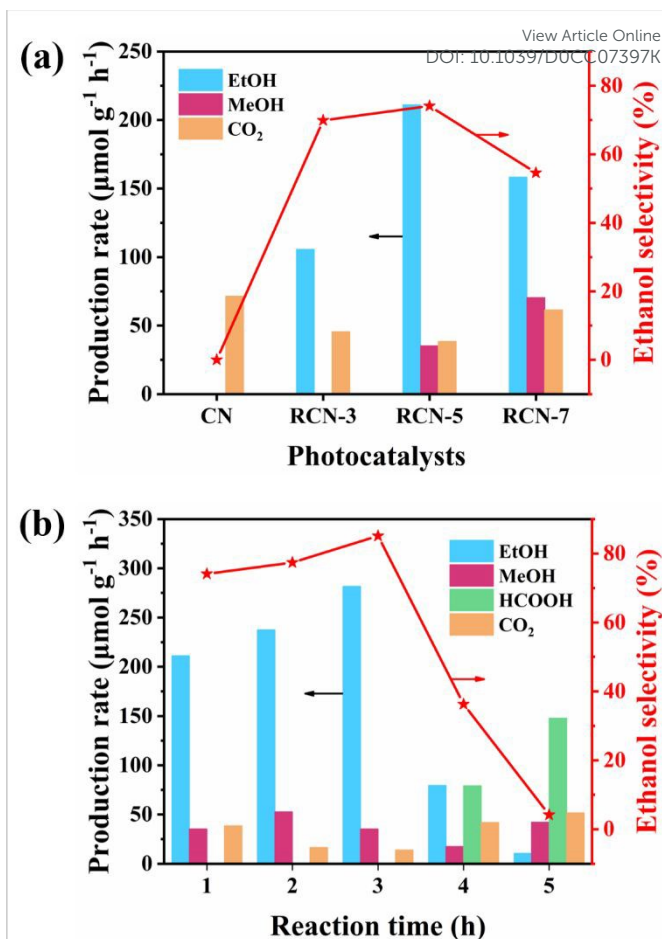 View Article Online
DOI: 10.1039/D0CC07397K
(a)
EtOH
MeOH
CO₂
Production rate (μmol g⁻¹ h⁻¹)
250
200
150
100
50
0
Ethanol selectivity (%)
80
60
40
20
0
CN RCN-3 RCN-5 RCN-7
Photocatalysts
(b)
EtOH
MeOH
HCOOH
CO₂
Production rate (μmol g⁻¹ h⁻¹)
350
300
250
200
150
100
50
0
Ethanol selectivity (%)
80
60
40
20
0
1 2 3 4 5
Reaction time (h)